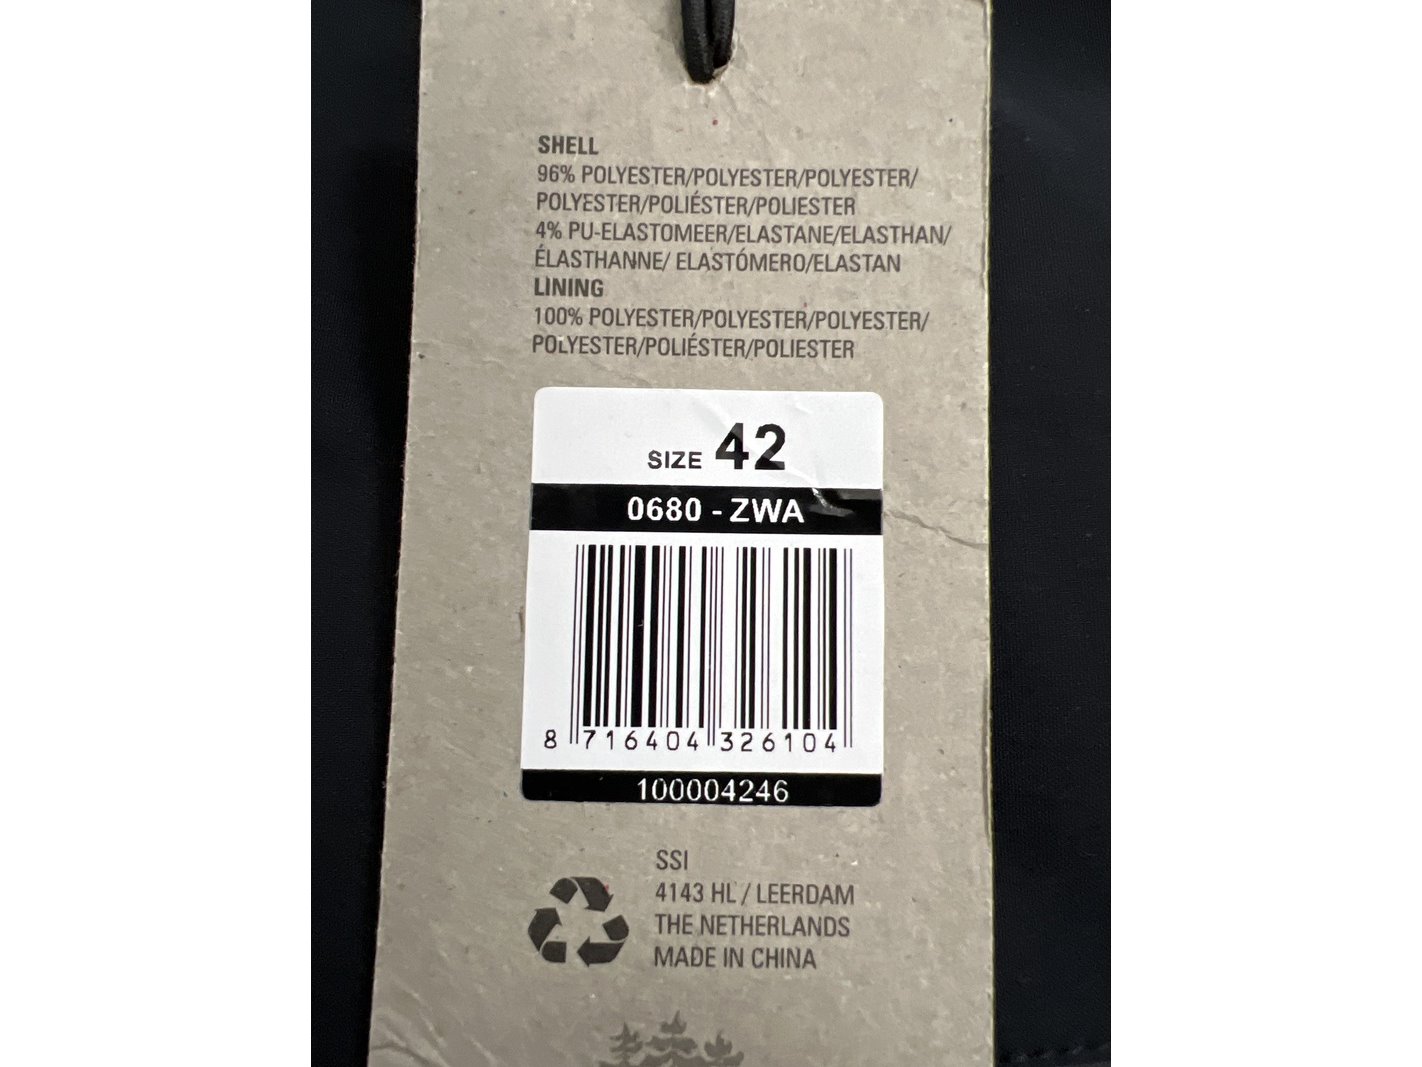 SHELL
96% POLYESTER/POLYESTER/POLYESTER/
POLYESTER/POLIÉSTER/POLIESTER
4% PU-ELASTOMEER/ELASTANE/ELASTHAN/
ÉLASTHANNE/ ELASTÓMERO/ELASTAN
LINING
100% POLYESTER/POLYESTER/POLYESTER/
POLYESTER/POLIÉSTER/POLIESTER
SIZE 42
0680 - ZWA
8 716404 326104
100004246
SSI
4143 HL / LEERDAM
THE NETHERLANDS
MADE IN CHINA